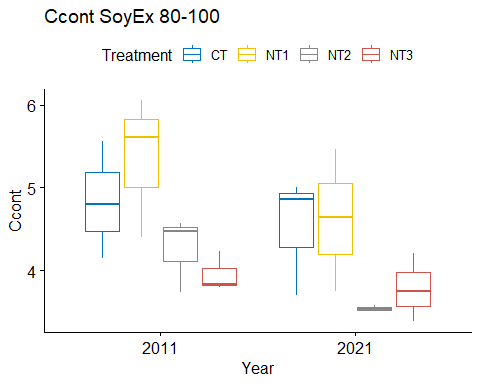 Ccont SoyEx 80-100
Treatment CT NT1 NT2 NT3
6
5
4
Ccont
2011 2021
Year